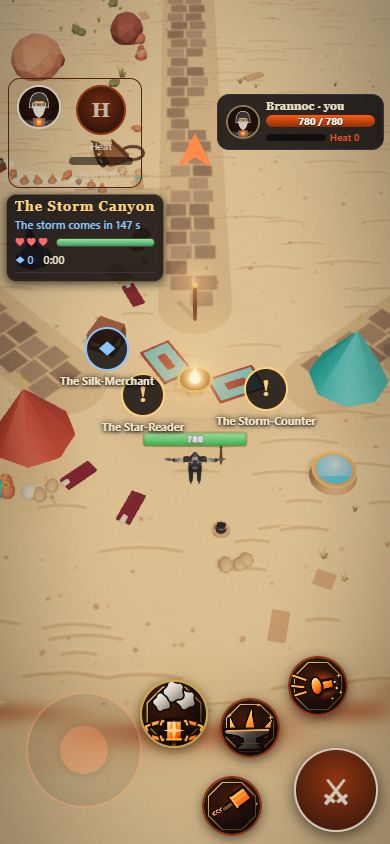 Brannoc - you
780 / 780
Heat 0
H
Heat
The Storm Canyon
The storm comes in 147 s
0 0:00
The Silk-Merchant
!
!
The Star-Reader
The Storm-Counter
780